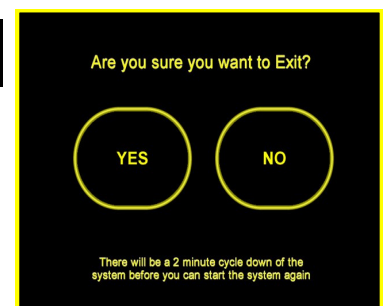 Are you sure you want to Exit?
YES
NO
There will be a 2 minute cycle down of the
system before you can start the system again